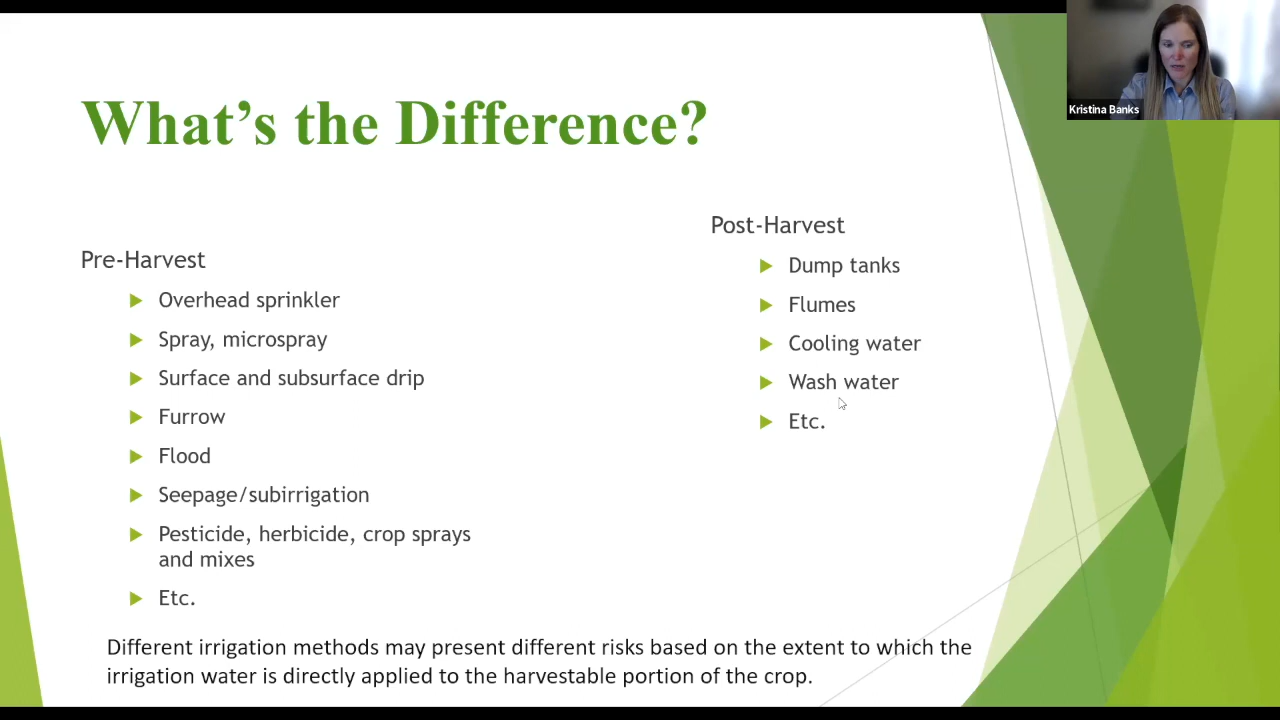 Kristina Banks
What's the Difference?
Pre-Harvest
Overhead sprinkler
Spray, microspray
Surface and subsurface drip
Furrow
Flood
Seepage/subirrigation
Pesticide, herbicide, crop sprays
and mixes
Etc.
Post-Harvest
Dump tanks
Flumes
Cooling water
Wash water
Etc.
Different irrigation methods may present different risks based on the extent to which the
irrigation water is directly applied to the harvestable portion of the crop.